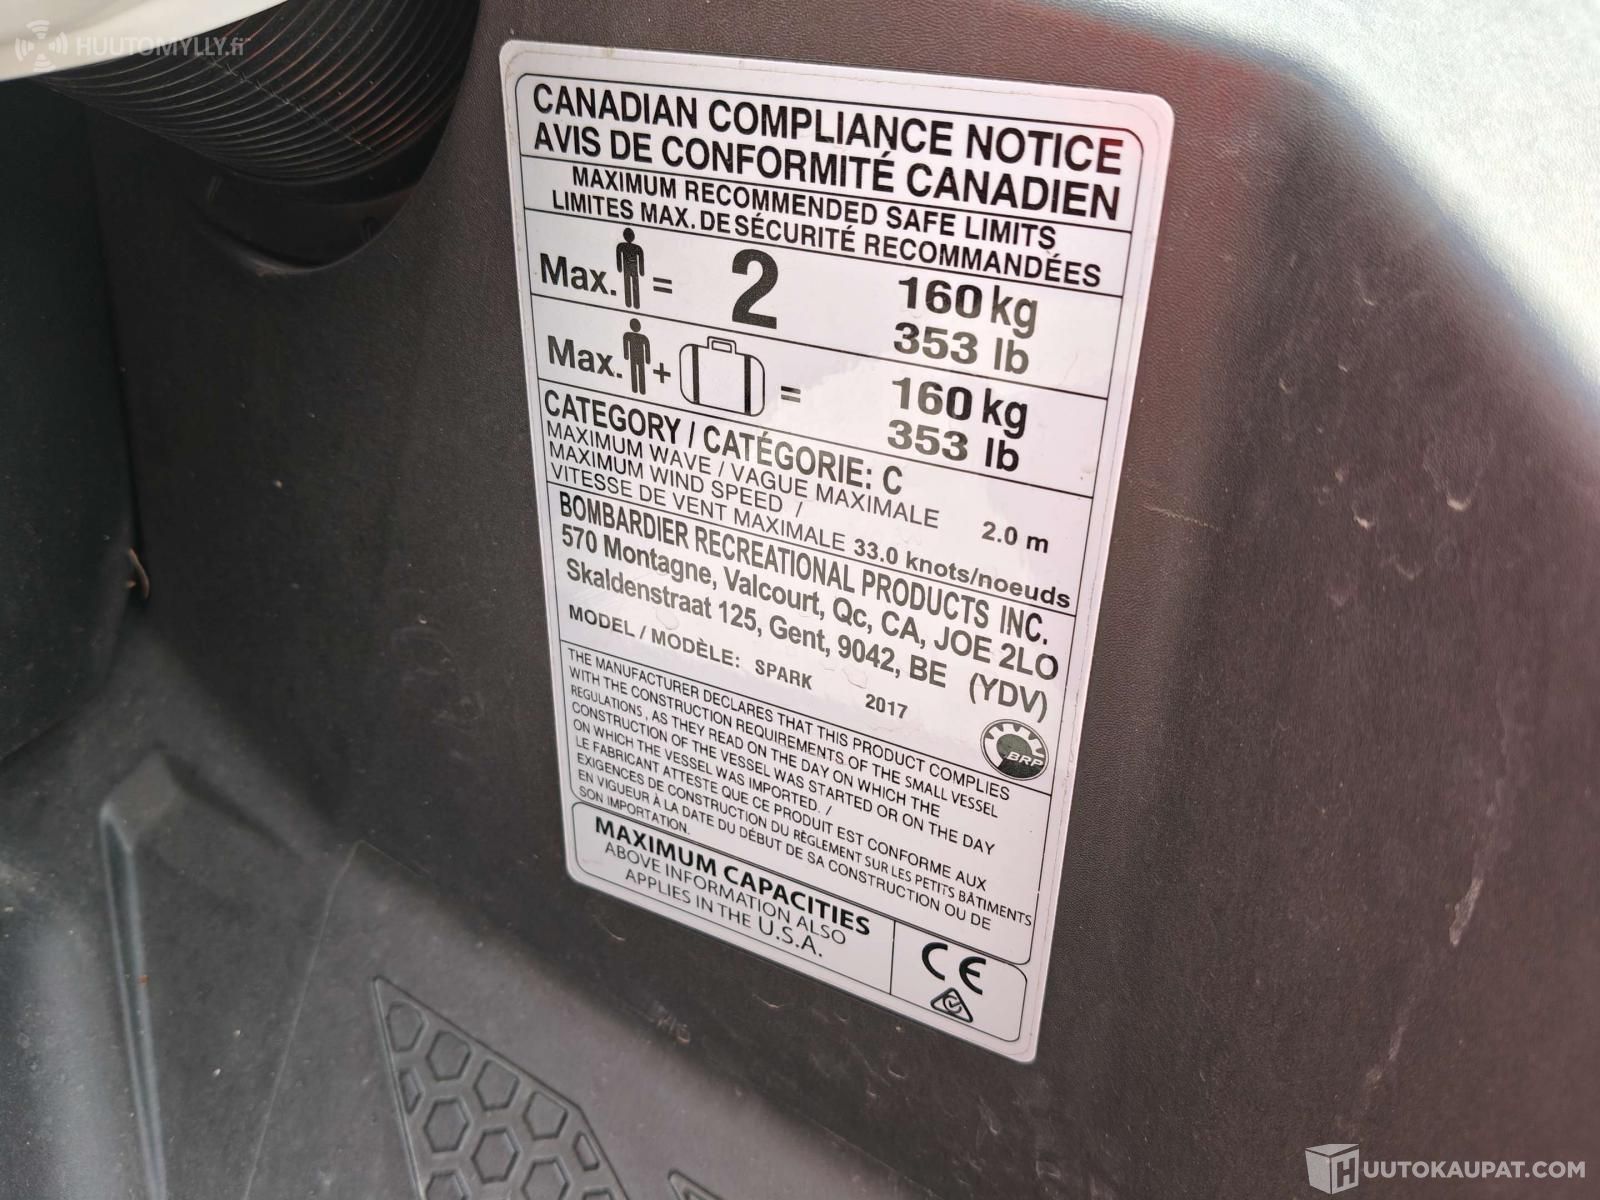 HUUTOMYLLY.fi
CANADIAN COMPLIANCE NOTICE
AVIS DE CONFORMITÉ CANADIEN
MAXIMUM RECOMMENDED SAFE LIMITS
LIMITES MAX. DE SÉCURITÉ RECOMMANDÉES
Max. = 2 160 kg
353 lb
Max. + = 160 kg
353 lb
CATEGORY / CATÉGORIE: C
MAXIMUM WAVE / VAGUE MAXIMALE 2.0 m
MAXIMUM WIND SPEED /
VITESSE DE VENT MAXIMALE 33.0 knots/noeuds
BOMBARDIER RECREATIONAL PRODUCTS INC.
570 Montagne, Valcourt, Qc, CA, JOE 2LO
Skaldenstraat 125, Gent, 9042, BE (YDV)
MODEL / MODÈLE: SPARK 2017
THE MANUFACTURER DECLARES THAT THIS PRODUCT COMPLIES
WITH THE CONSTRUCTION REQUIREMENTS OF THE SMALL VESSEL
REGULATIONS, AS THEY READ ON THE DAY ON WHICH THE
CONSTRUCTION OF THE VESSEL WAS STARTED OR ON THE DAY
ON WHICH THE VESSEL WAS IMPORTED. /
LE FABRICANT ATTESTE QUE CE PRODUIT EST CONFORME AUX
EXIGENCES DE CONSTRUCTION DU RÈGLEMENT SUR LES PETITS BÂTIMENTS
EN VIGUEUR À LA DATE DU DÉBUT DE SA CONSTRUCTION OU DE
SON IMPORTATION.
BRP
MAXIMUM CAPACITIES
ABOVE INFORMATION ALSO
APPLIES IN THE U.S.A.
CE
HUUTOKAUPAT.COM